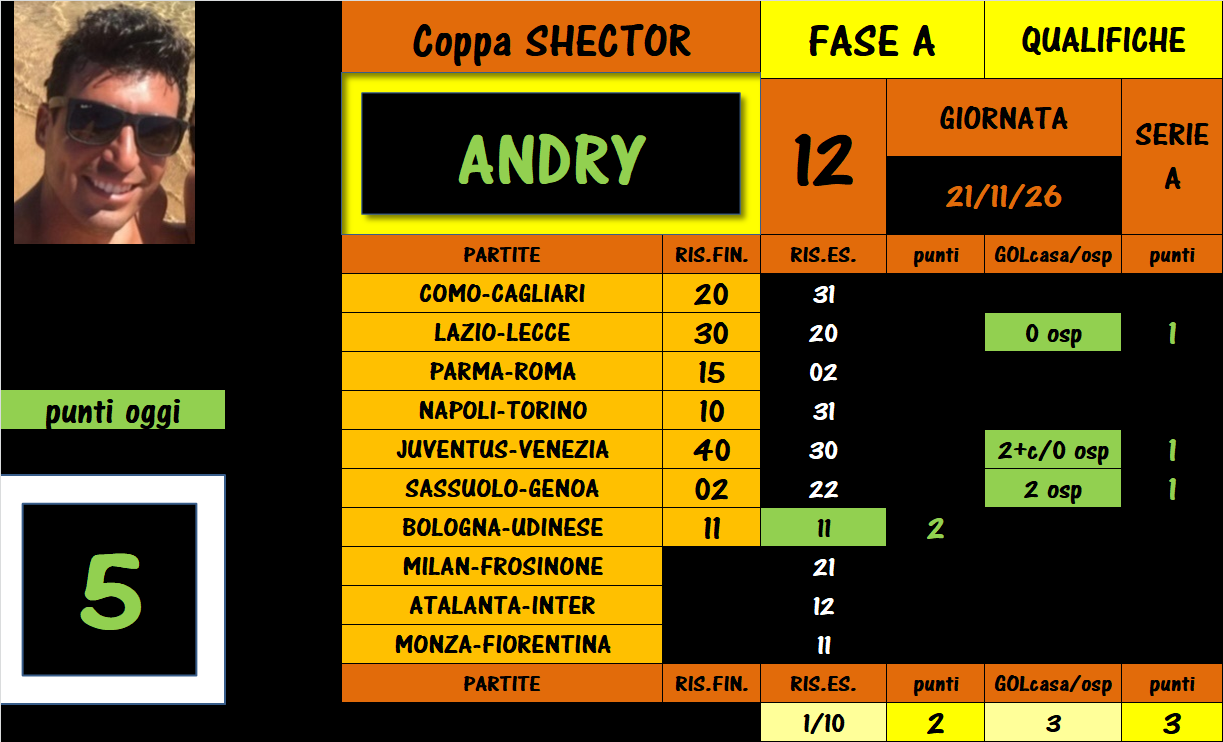 Coppa SHECTOR FASE A QUALIFICHE
ANDRY 12 GIORNATA SERIE A
21/11/26
PARTITE RIS.FIN. RIS.ES. punti GOLcasa/osp punti
COMO-CAGLIARI 20 31
LAZIO-LECCE 30 20 0 osp 1
PARMA-ROMA 15 02
punti oggi
NAPOLI-TORINO 10 31
JUVENTUS-VENEZIA 40 30 2+c/0 osp 1
SASSUOLO-GENOA 02 22 2 osp 1
BOLOGNA-UDINESE 11 11 2
5
MILAN-FROSINONE 21
ATALANTA-INTER 12
MONZA-FIORENTINA 11
PARTITE RIS.FIN. RIS.ES. punti GOLcasa/osp punti
1/10 2 3 3